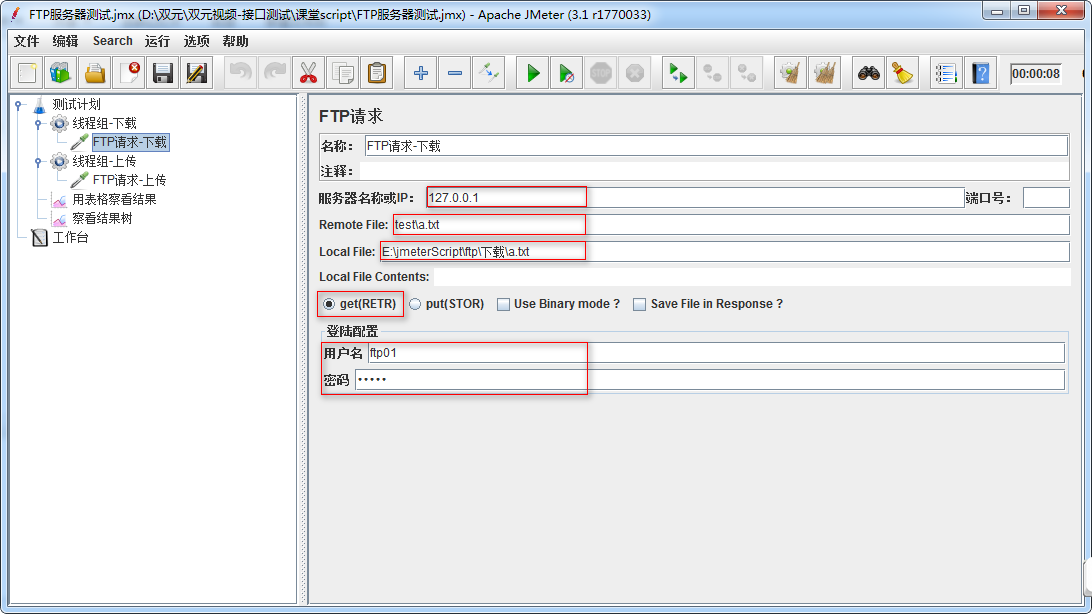 FTP服务器测试.jmx (D:\双元\双元视频-接口测试\课堂script\FTP服务器测试.jmx) - Apache JMeter (3.1 r1770033)
文件 编辑 Search 运行 选项 帮助
STOP 00:00:08
测试计划
线程组-下载
FTP请求-下载
线程组-上传
FTP请求-上传
用表格察看结果
察看结果树
工作台
FTP请求
名称： FTP请求-下载
注释：
服务器名称或IP： 127.0.0.1 端口号：
Remote File: test\a.txt
Local File: E:\jmeterScript\ftp\下载\a.txt
Local File Contents:
get(RETR) put(STOR) Use Binary mode ? Save File in Response ?
登陆配置
用户名 ftp01
密码 •••••